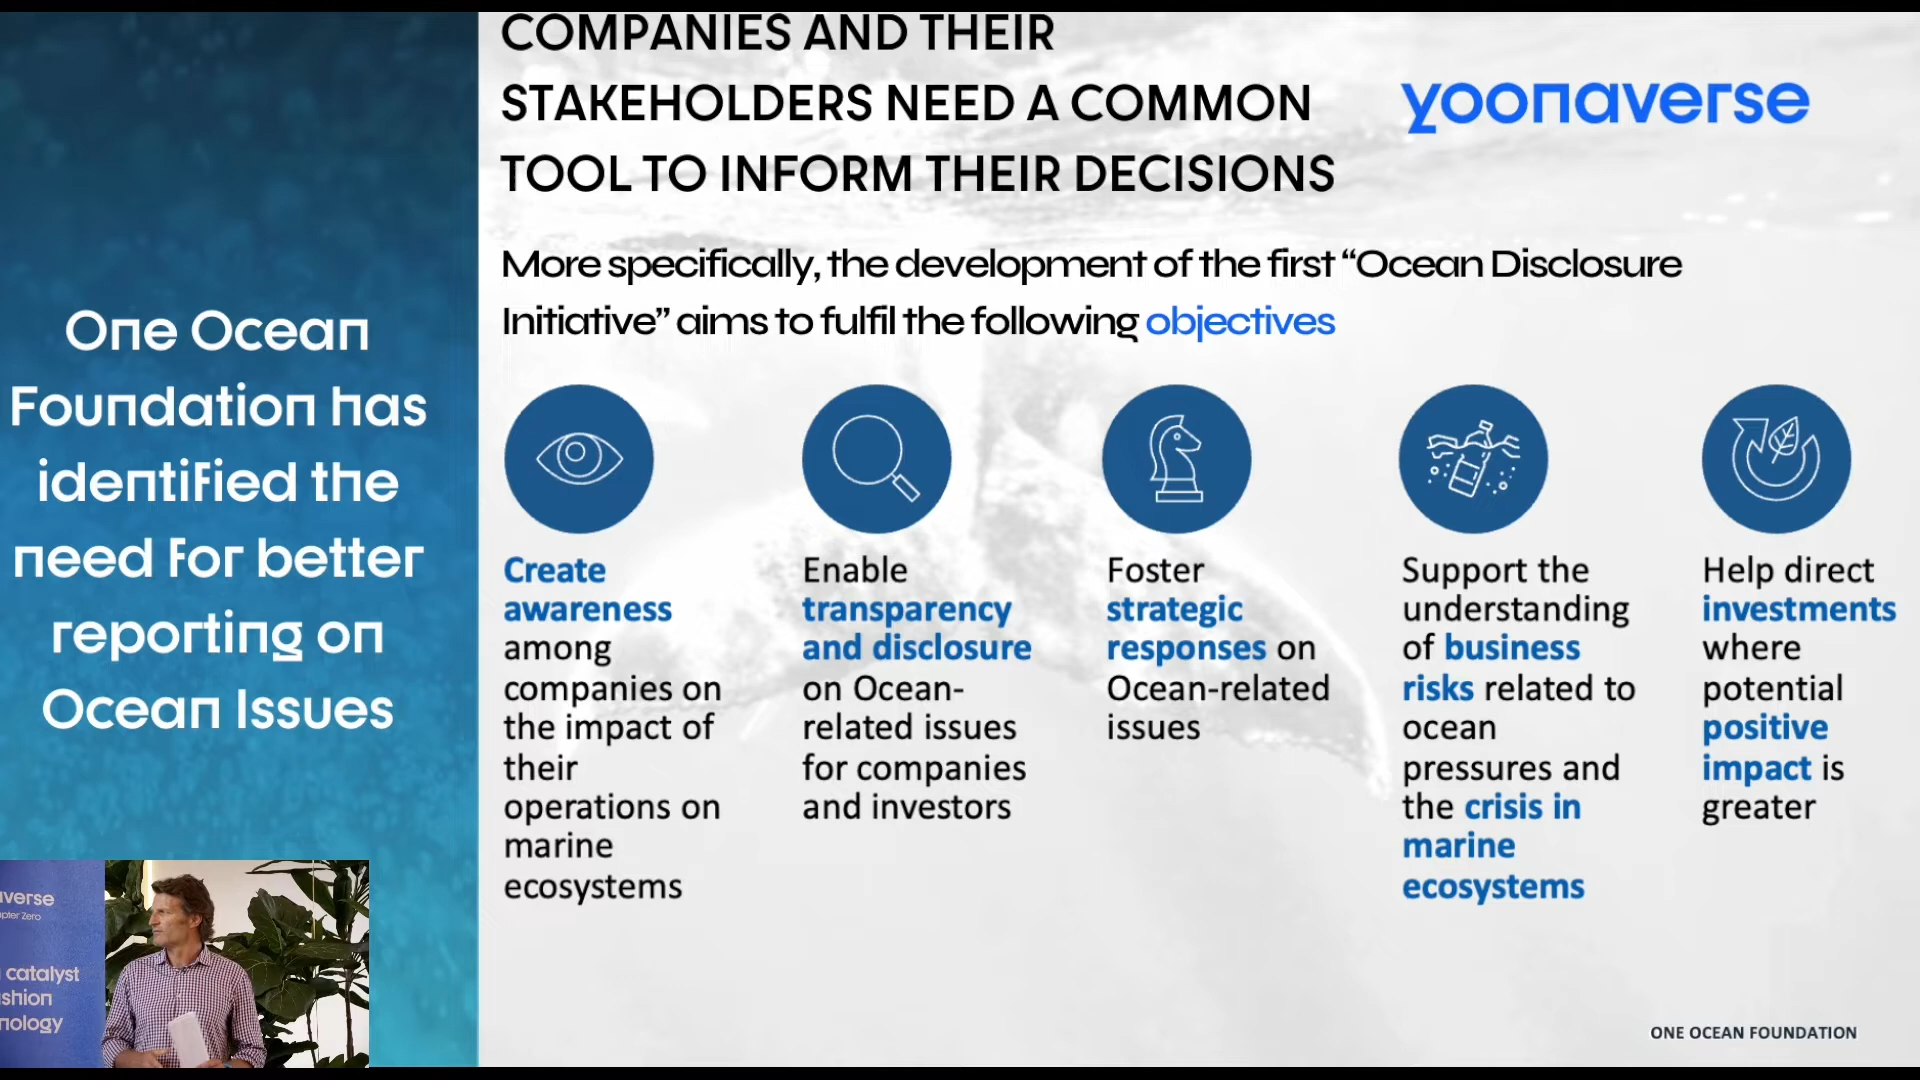 One Ocean
Foundation has
identified the
need for better
reporting on
Ocean Issues
COMPANIES AND THEIR
STAKEHOLDERS NEED A COMMON
TOOL TO INFORM THEIR DECISIONS
yoonaverse
More specifically, the development of the first “Ocean Disclosure
Initiative” aims to fulfil the following objectives
Create
awareness
among
companies on
the impact of
their
operations on
marine
ecosystems
Enable
transparency
and disclosure
on Ocean-
related issues
for companies
and investors
Foster
strategic
responses on
Ocean-related
issues
Support the
understanding
of business
risks related to
ocean
pressures and
the crisis in
marine
ecosystems
Help direct
investments
where
potential
positive
impact is
greater
ONE OCEAN FOUNDATION
catalyst